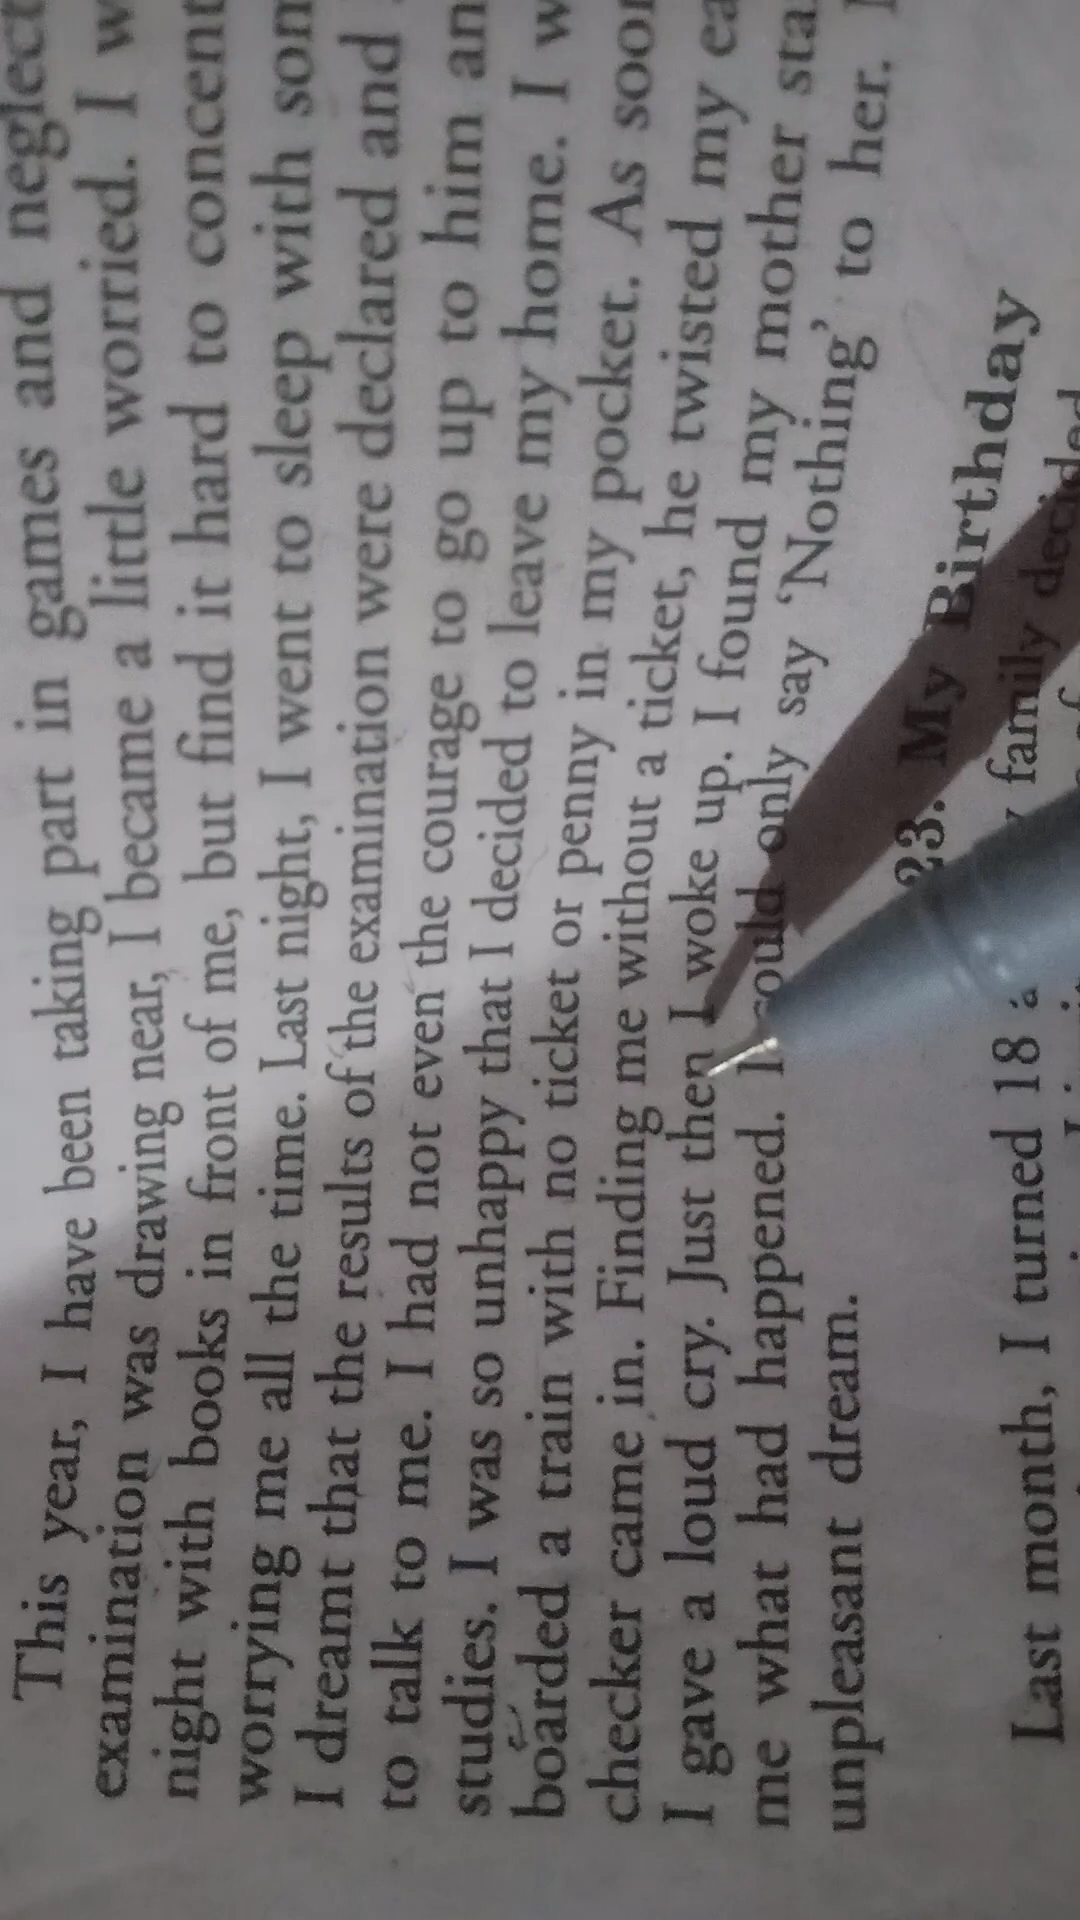 This year, I have been taking part in games and neglect
examination was drawing near, I became a little worried. I w
night with books in front of me, but find it hard to concent
worrying me all the time. Last night, I went to sleep with som
I dreamt that the results of the examination were declared and
to talk to me. I had not even the courage to go up to him an
studies. I was so unhappy that I decided to leave my home. I w
boarded a train with no ticket or penny in my pocket. As soon
checker came in. Finding me without a ticket, he twisted my ea
I gave a loud cry. Just then I woke up. I found my mother sta
me what had happened. I could only say 'Nothing' to her.
unpleasant dream.
23. My Birthday
Last month, I turned 18 family decided